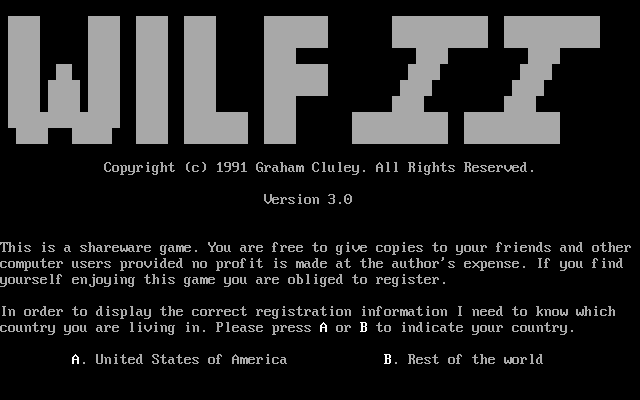 WILF II
Copyright (c) 1991 Graham Cluley. All Rights Reserved.
Version 3.0
This is a shareware game. You are free to give copies to your friends and other
computer users provided no profit is made at the author's expense. If you find
yourself enjoying this game you are obliged to register.
In order to display the correct registration information I need to know which
country you are living in. Please press A or B to indicate your country.
A. United States of America B. Rest of the world